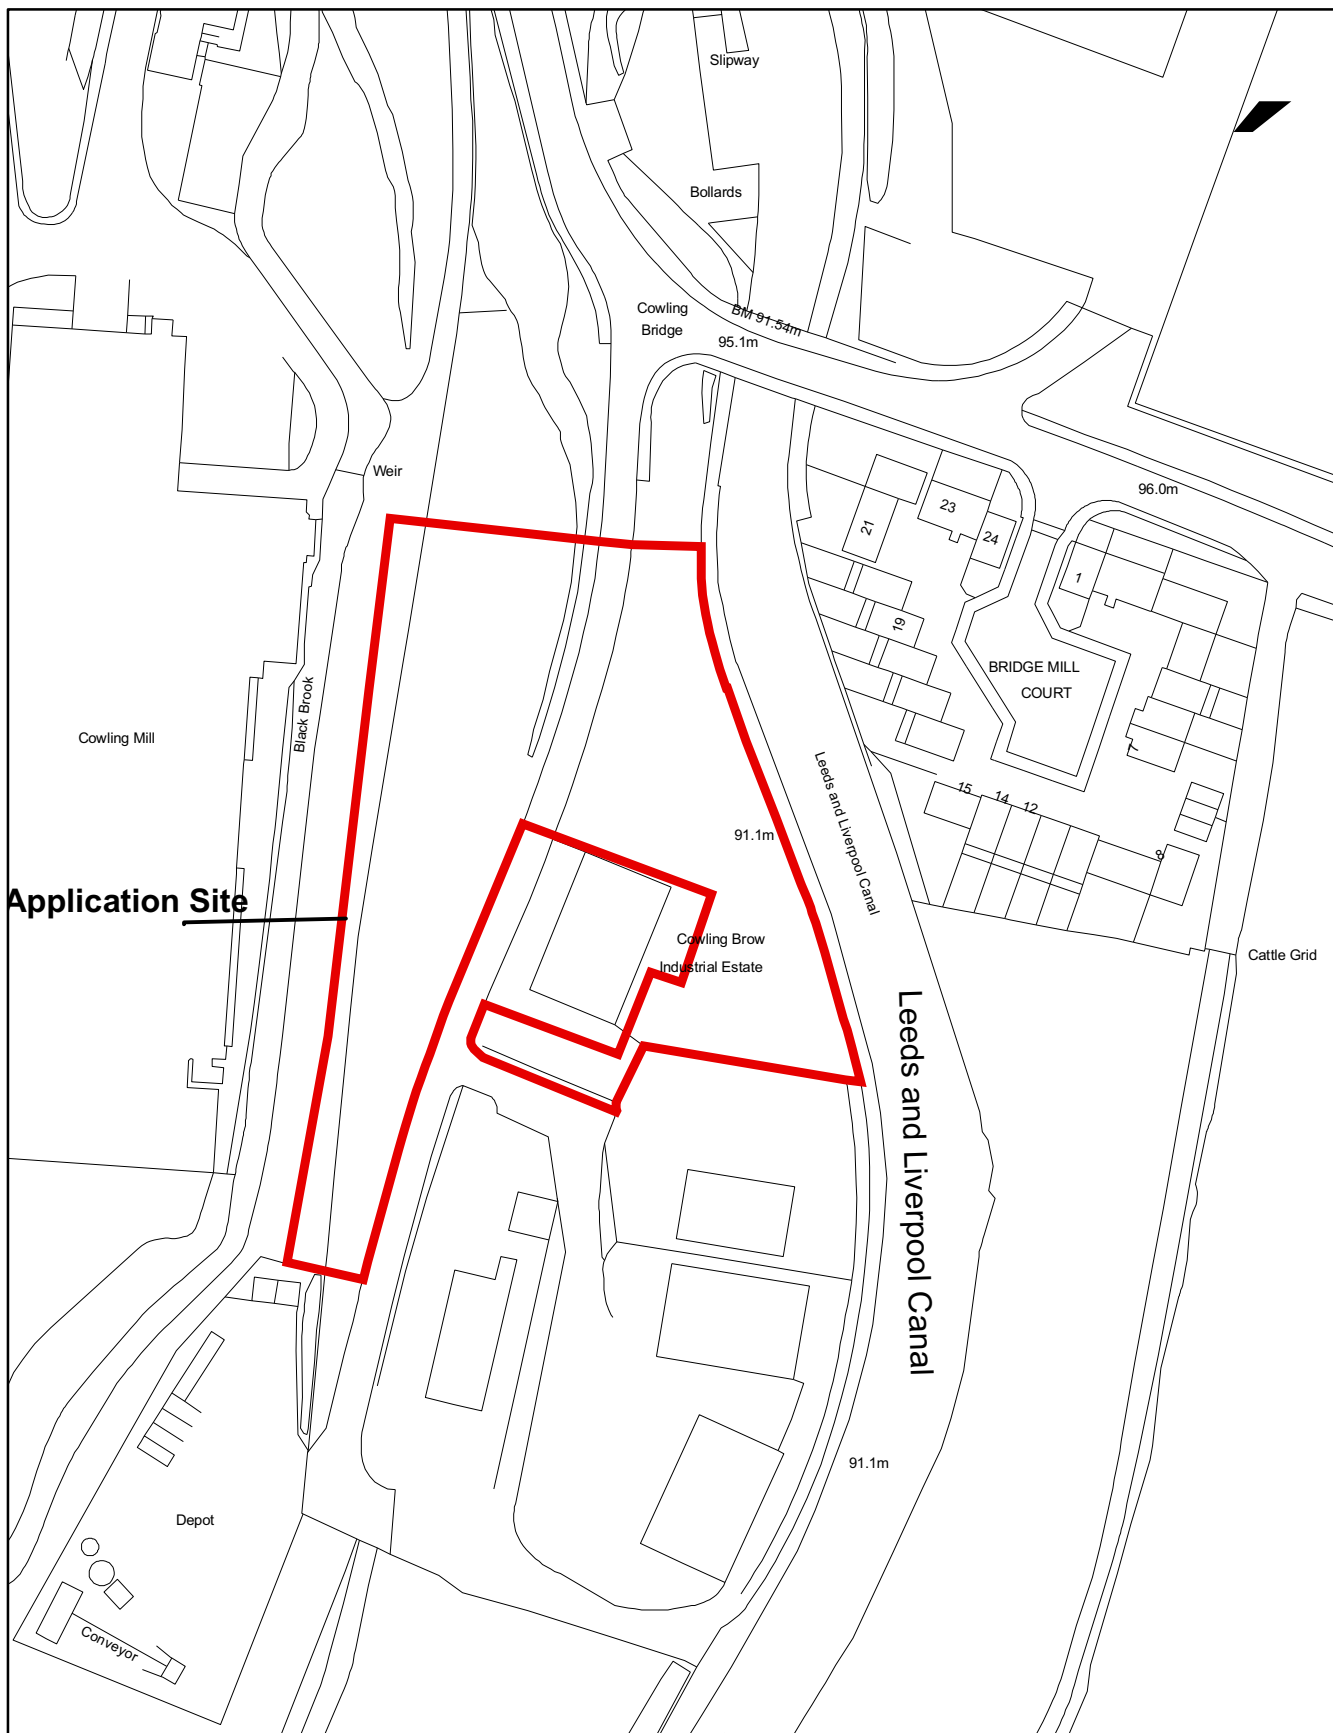 Slipway
Bollards
Cowling
Bridge
BM 91.54m
95.1m
96.0m
Weir
21
23
24
1
19
BRIDGE MILL
COURT
Black Brook
Cowling Mill
7
Leeds and Liverpool Canal
15
14
12
91.1m
8
Application Site
Cowling Brow
Industrial Estate
Cattle Grid
Leeds and Liverpool Canal
91.1m
Depot
Conveyor